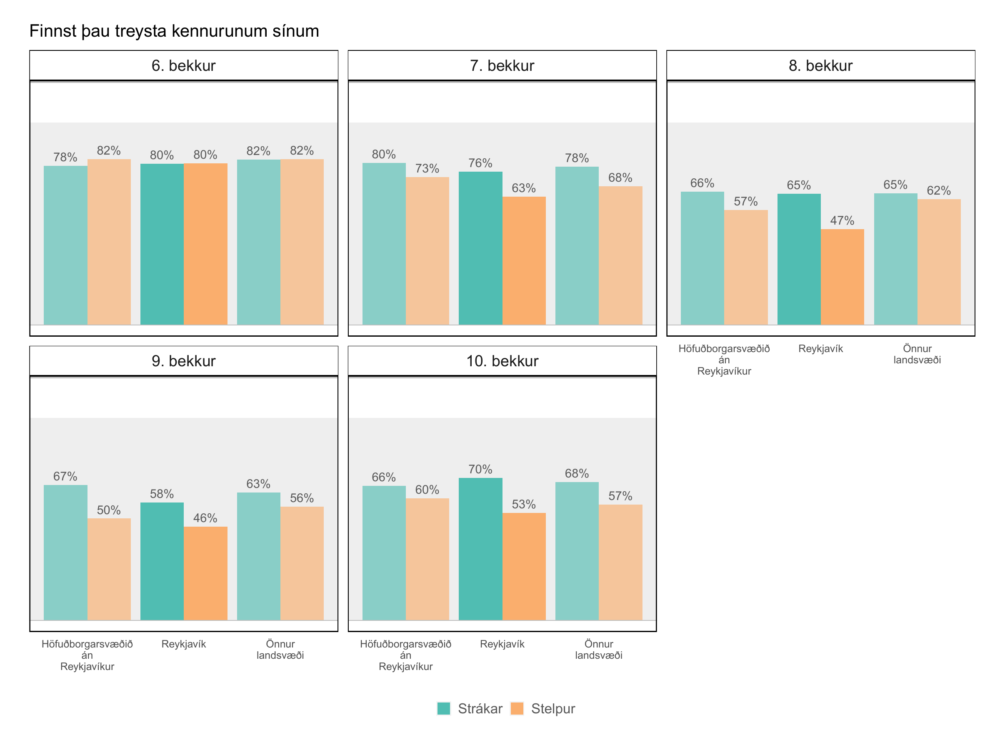 Finnst þau treysta kennurunum sínum
6. bekkur
7. bekkur
8. bekkur
78%
82%
80%
80%
82%
82%
80%
73%
76%
63%
78%
68%
66%
57%
65%
47%
65%
62%
Höfuðborgarsvæðið
án
Reykjavíkur
Reykjavík
Önnur
landsvæði
9. bekkur
10. bekkur
67%
50%
58%
46%
63%
56%
66%
60%
70%
53%
68%
57%
Höfuðborgarsvæðið
án
Reykjavíkur
Reykjavík
Önnur
landsvæði
Höfuðborgarsvæðið
án
Reykjavíkur
Reykjavík
Önnur
landsvæði
Strákar
Stelpur